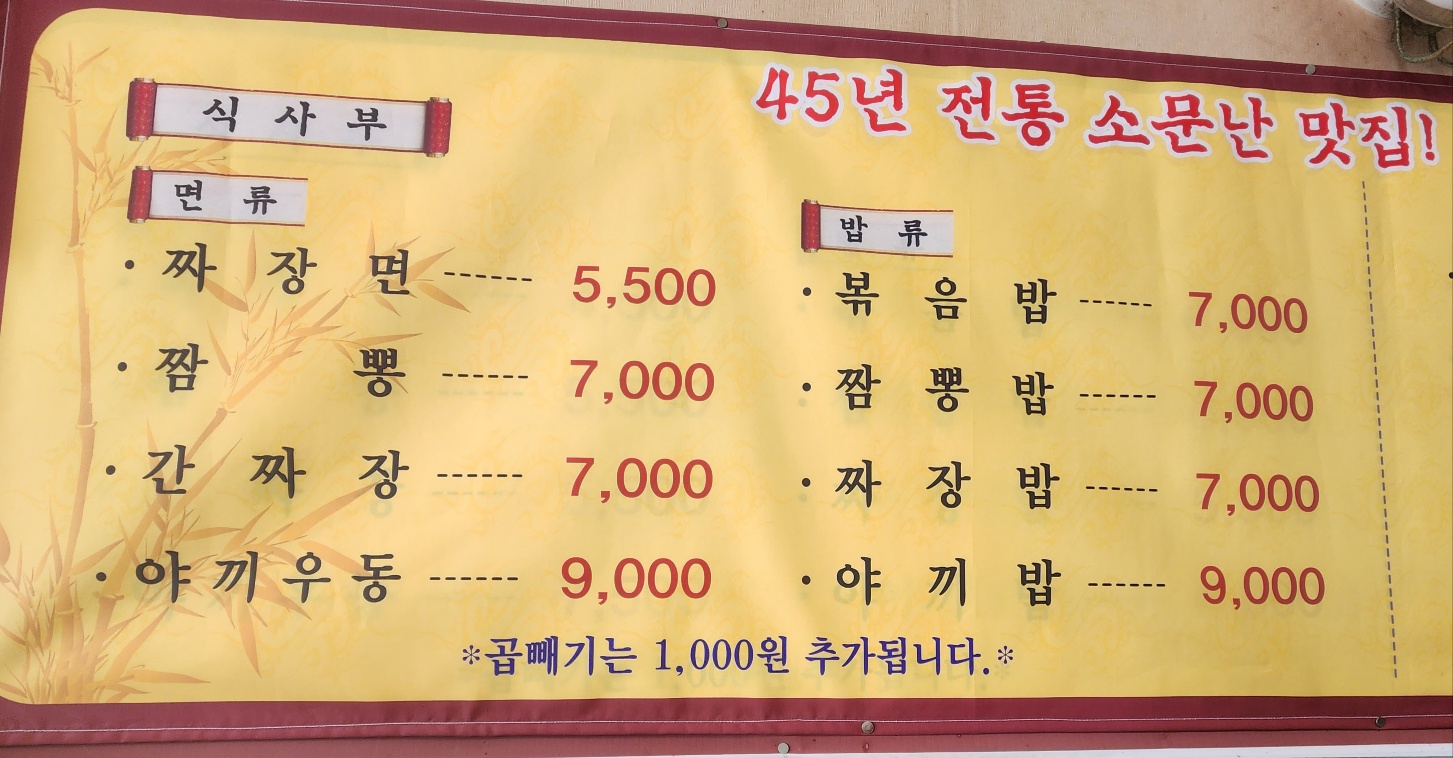 45년 전통 소문난 맛집!
식 사 부
면 류
· 짜 장 면 ------ 5,500
· 짬 뽕 ------ 7,000
· 간 짜 장 ------ 7,000
· 야 끼 우 동 ------ 9,000
밥 류
· 볶 음 밥 ------ 7,000
· 짬 뽕 밥 ------ 7,000
· 짜 장 밥 ------ 7,000
· 야 끼 밥 ------ 9,000
*곱빼기는 1,000원 추가됩니다.*